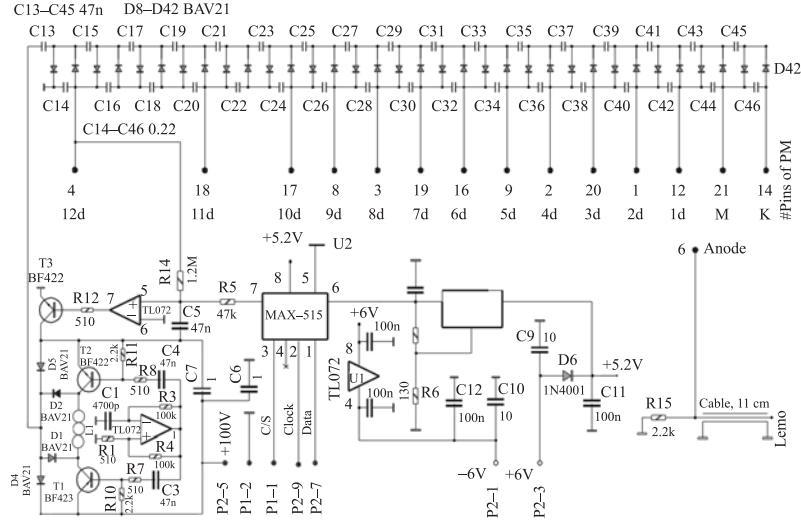 C13–C45 47n D8–D42 BAV21
C13 C15 C17 C19 C21 C23 C25 C27 C29 C31 C33 C35 C37 C39 C41 C43 C45
D42
C14 C16 C18 C20 C22 C24 C26 C28 C30 C32 C34 C36 C38 C40 C42 C44 C46
C14–C46 0.22
4 18 17 8 3 19 16 9 2 20 1 12 21 14
12d 11d 10d 9d 8d 7d 6d 5d 4d 3d 2d 1d M K
#Pins of PM
+5.2V U2
6 Anode
T3
BF422
R14
1.2M
8 5
R12
510
7 5
+
−
6
TL072
R5
47k
7 MAX–515 6
3 4 2 1
C5
47n
+6V
100n
8
TL072
U1
4
100n
130
R6
C9
10
D6
1N4001
+5.2V
C12
100n
C10
10
C11
100n
R15
2.2k
Cable, 11 cm
Lemo
D5
BAV21
T2
BF422
R11
2.2k
C4
47n
R8
510
C7
1
C6
1
D2
BAV21
C1
4700p
R3
100k
L1
TL072
−
+
1
D1
BAV21
R1
510
R4
100k
D4
BAV21
T1
BF423
R7
510
R10
2.2k
C3
47n
+100V
C/S
Clock
Data
P2–5
P1–2
P1–1
P2–9
P2–7
−6V
+6V
P2–1
P2–3